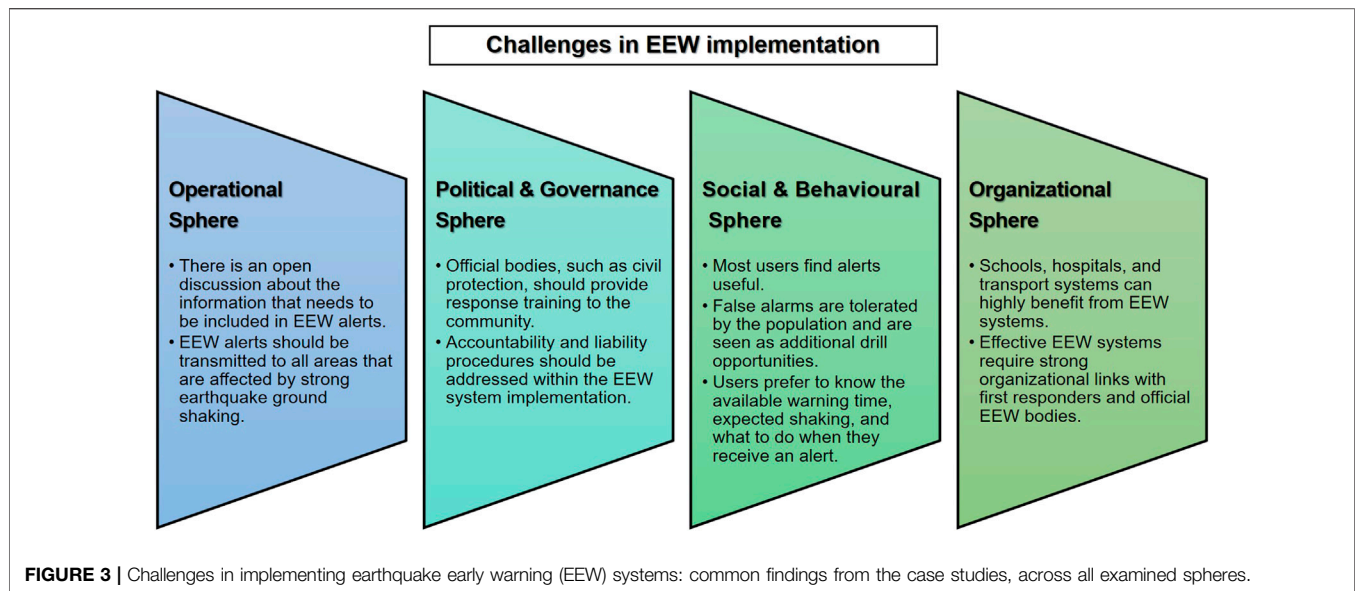 Challenges in EEW implementation
Operational
Sphere
• There is an open
discussion about the
information that needs to
be included in EEW alerts.
• EEW alerts should be
transmitted to all areas that
are affected by strong
earthquake ground
shaking.
Political & Governance
Sphere
• Official bodies, such as civil
protection, should provide
response training to the
community.
• Accountability and liability
procedures should be
addressed within the EEW
system implementation.
Social & Behavioural
Sphere
• Most users find alerts
useful.
• False alarms are tolerated
by the population and are
seen as additional drill
opportunities.
• Users prefer to know the
available warning time,
expected shaking, and
what to do when they
receive an alert.
Organizational
Sphere
• Schools, hospitals, and
transport systems can
highly benefit from EEW
systems.
• Effective EEW systems
require strong
organizational links with
first responders and official
EEW bodies.
FIGURE 3 | Challenges in implementing earthquake early warning (EEW) systems: common findings from the case studies, across all examined spheres.